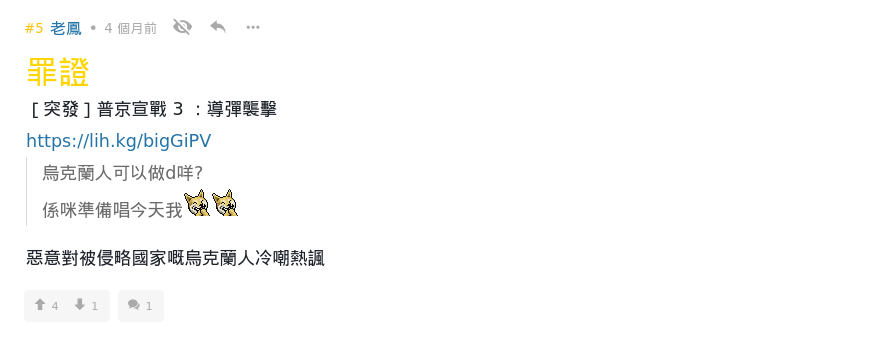 #5 老鳳 • 4 個月前
罪證
[ 突發 ] 普京宣戰 3 ：導彈襲擊
https://lih.kg/bigGiPV
烏克蘭人可以做d咩?
係咪準備唱今天我
惡意對被侵略國家嘅烏克蘭人冷嘲熱諷
4 1 1